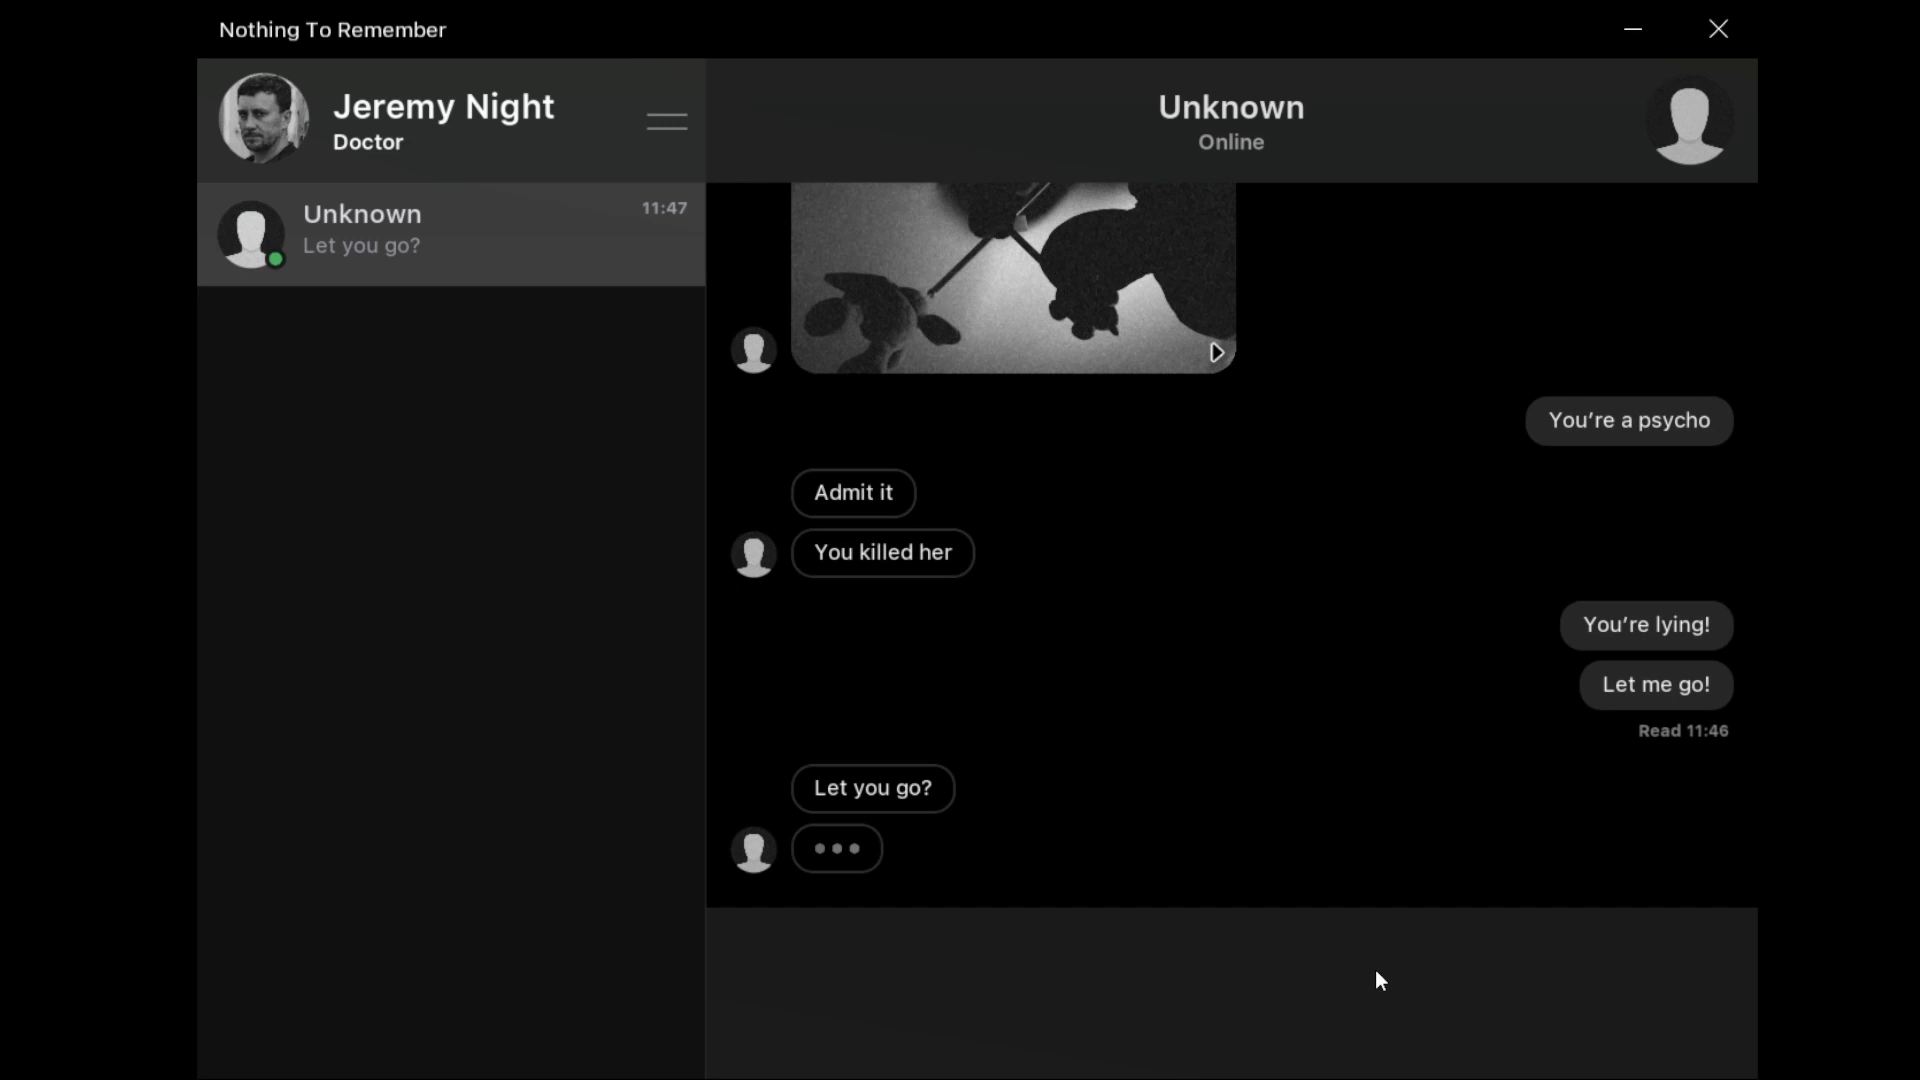 Nothing To Remember
Jeremy Night
Doctor
Unknown
11:47
Let you go?
Unknown
Online
You're a psycho
Admit it
You killed her
You're lying!
Let me go!
Read 11:46
Let you go?